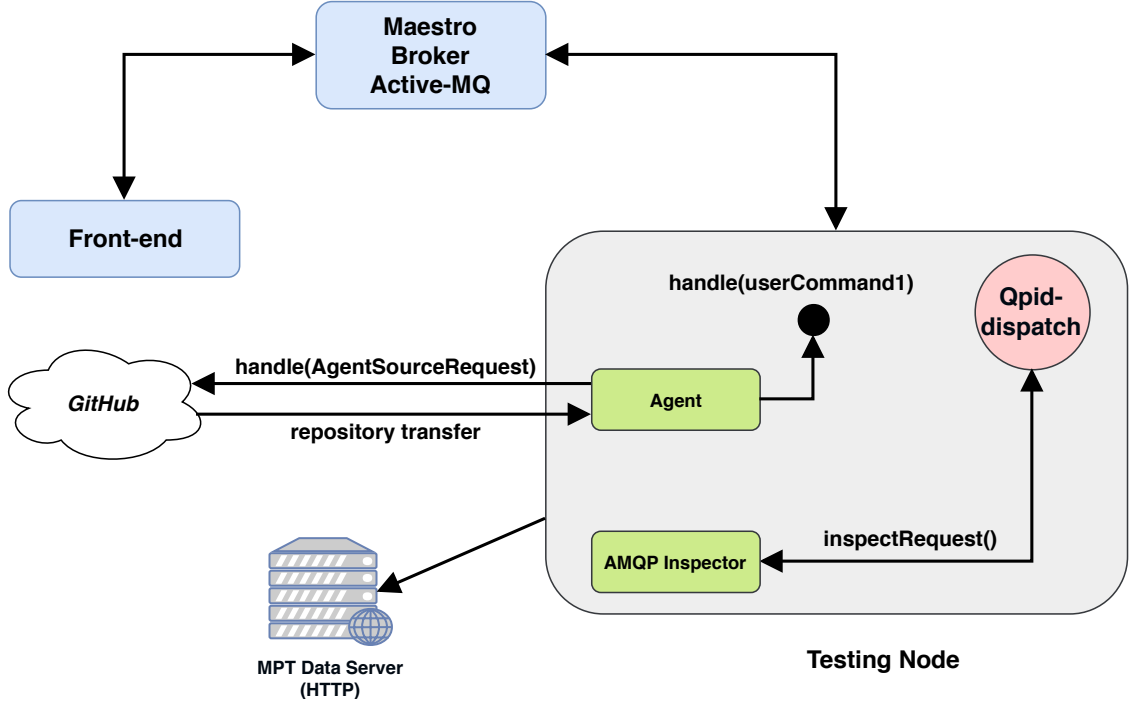 Maestro
Broker
Active-MQ
Front-end
handle(userCommand1)
Qpid-
dispatch
handle(AgentSourceRequest)
GitHub
Agent
repository transfer
inspectRequest()
AMQP Inspector
MPT Data Server
(HTTP)
Testing Node